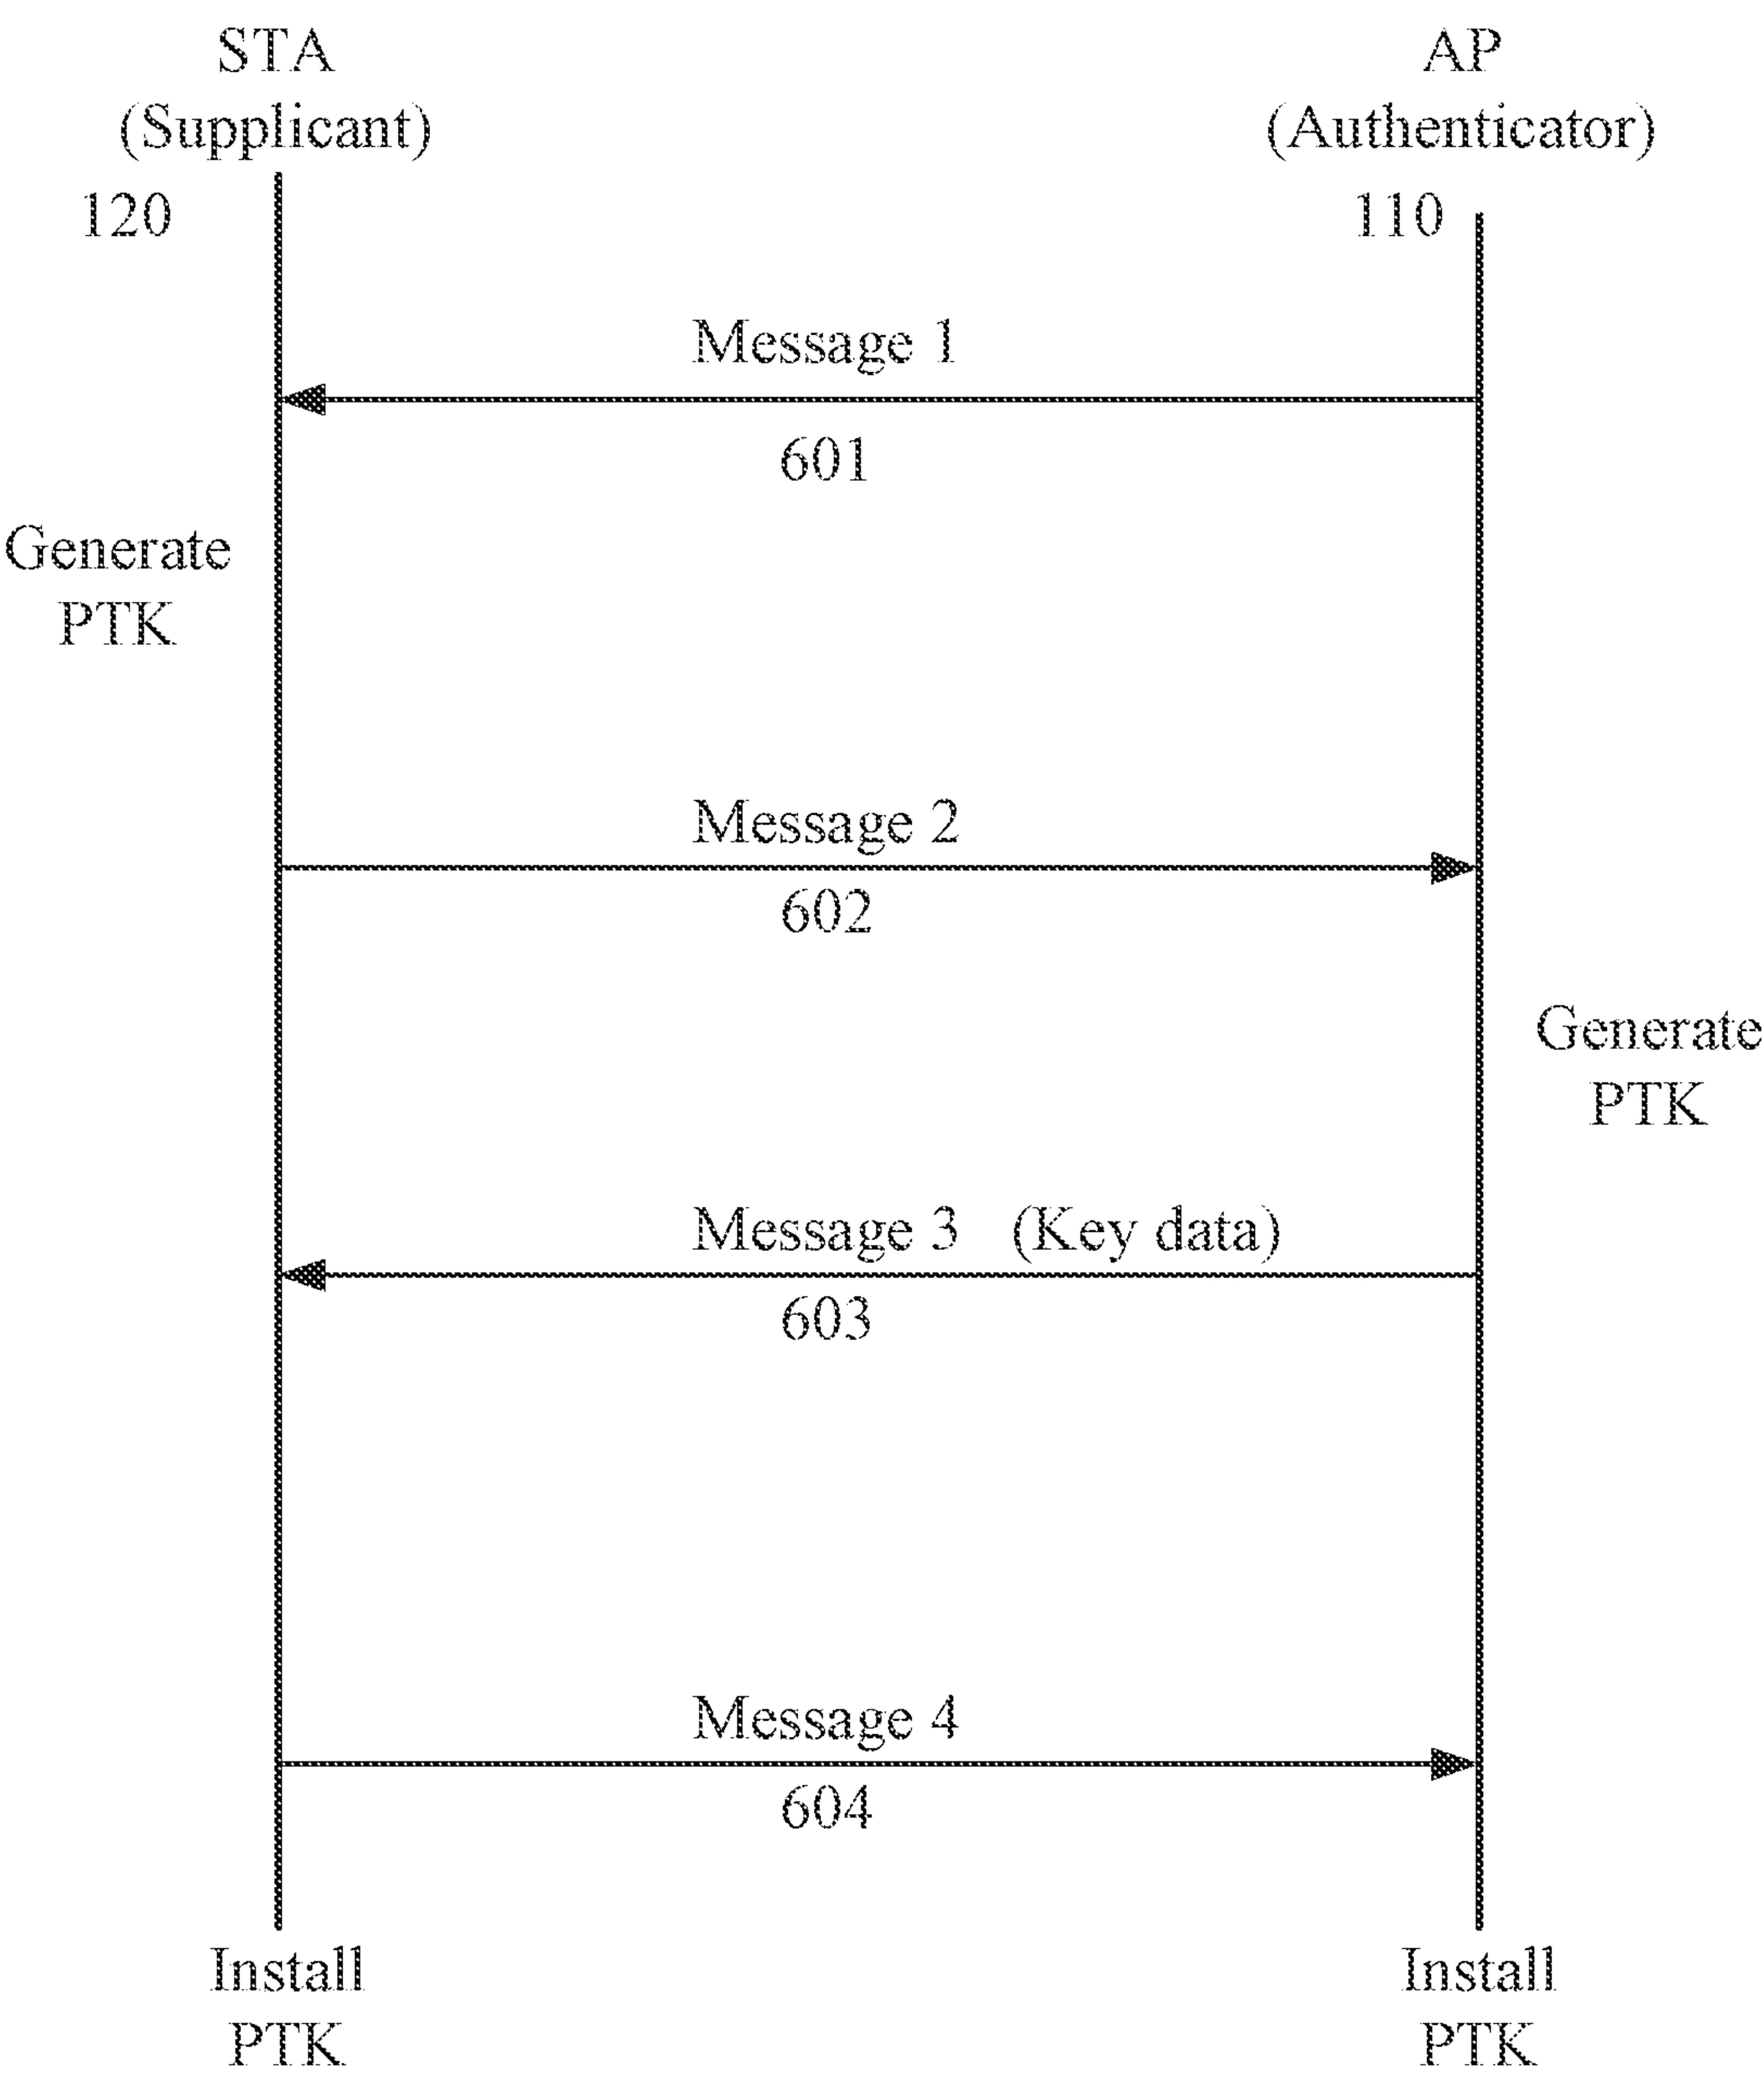 STA
(Supplicant)
120
AP
(Authenticator)
110
Message 1
601
Generate
PTK
Message 2
602
Generate
PTK
Message 3 (Key data)
603
Message 4
604
Install
PTK
Install
PTK